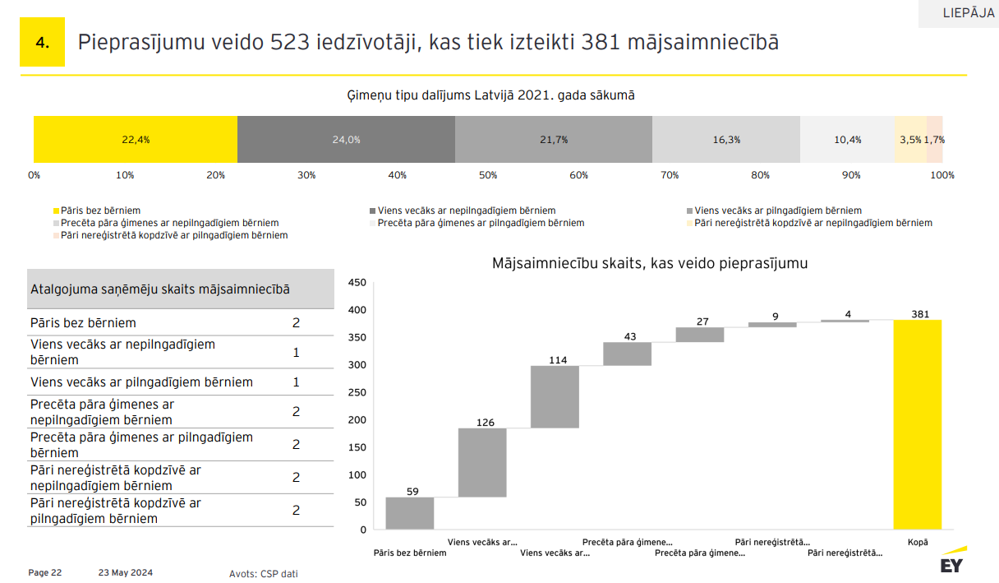 LIEPĀJA
4.
Pieprasījumu veido 523 iedzīvotāji, kas tiek izteikti 381 mājsaimniecībā
Ģimeņu tipu dalījums Latvijā 2021. gada sākumā
22,4% 24,0% 21,7% 16,3% 10,4% 3,5% 1,7%
0% 10% 20% 30% 40% 50% 60% 70% 80% 90% 100%
Pāris bez bērniem
Viens vecāks ar nepilngadīgiem bērniem
Viens vecāks ar pilngadīgiem bērniem
Precēta pāra ģimenes ar nepilngadīgiem bērniem
Precēta pāra ģimenes ar pilngadīgiem bērniem
Pāri nereģistrētā kopdzīvē ar nepilngadīgiem bērniem
Pāri nereģistrētā kopdzīvē ar pilngadīgiem bērniem
Atalgojuma saņēmēju skaits mājsaimniecībā
Pāris bez bērniem 2
Viens vecāks ar nepilngadīgiem
bērniem 1
Viens vecāks ar pilngadīgiem bērniem 1
Precēta pāra ģimenes ar
nepilngadīgiem bērniem 2
Precēta pāra ģimenes ar pilngadīgiem
bērniem 2
Pāri nereģistrētā kopdzīvē ar
nepilngadīgiem bērniem 2
Pāri nereģistrētā kopdzīvē ar
pilngadīgiem bērniem 2
Mājsaimniecību skaits, kas veido pieprasījumu
450
400
350
300
250
200
150
100
50
0
59
126
114
43
27
9
4
381
Pāris bez bērniem
Viens vecāks ar...
Viens vecāks ar...
Precēta pāra ģimene...
Precēta pāra ģimene...
Pāri nereģistrētā...
Pāri nereģistrētā...
Kopā
Page 22
23 May 2024
Avots: CSP dati
EY